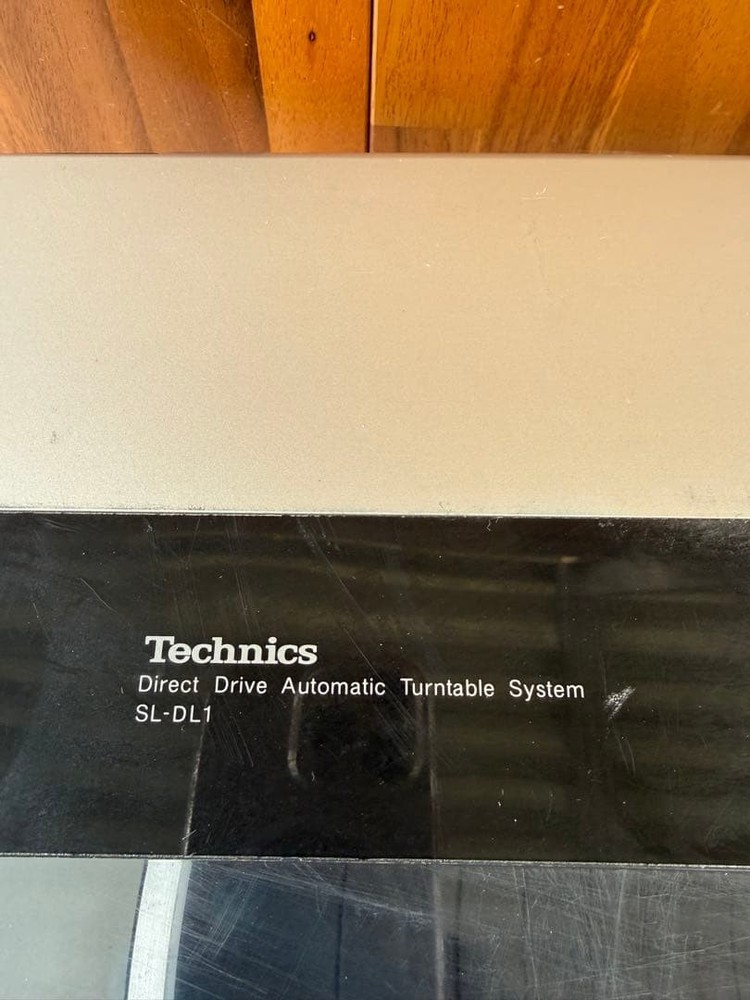 Technics
Direct Drive Automatic Turntable System
SL-DL1